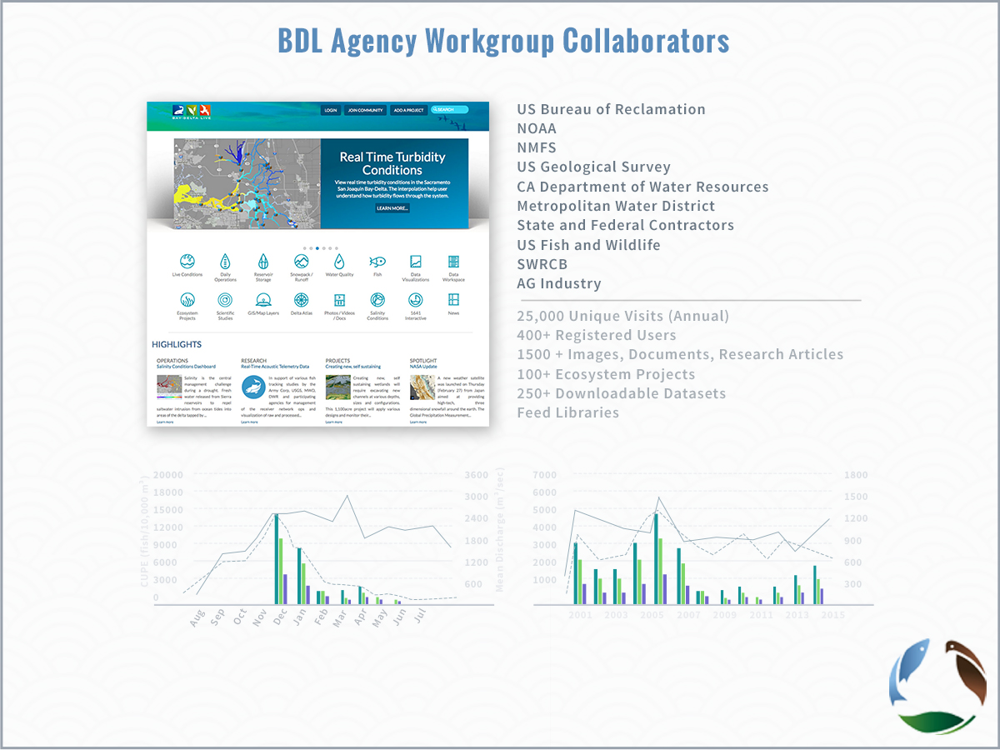 BDL Agency Workgroup Collaborators
BAY-DELTA LIVE
LOGIN
JOIN COMMUNITY
ADD A PROJECT
SEARCH
Real Time Turbidity
Conditions
View real time turbidity conditions in the Sacramento
San Joaquin Bay-Delta. The interpolation help user
understand how turbidity flows through the system.
LEARN MORE...
Live Conditions
Daily
Operations
Reservoir
Storage
Snowpack /
Runoff
Water Quality
Fish
Data
Visualizations
Data
Workspace
Ecosystem
Projects
Scientific
Studies
GIS/Map Layers
Delta Atlas
Photos / Videos
/ Docs
Salinity
Conditions
1641
Interactive
News
HIGHLIGHTS
OPERATIONS
Salinity Conditions Dashboard
Salinity is the central
management challenge
during a drought. Fresh
water released from Sierra
reservoirs to repel
saltwater intrusion from ocean tides into
areas of the delta tapped by...
Learn more
RESEARCH
Real-Time Acoustic Telemetry Data
In support of various fish
tracking studies by the
Army Corp, USGS, MWD,
DWR and participating
agencies for management
of the receiver network ops and
visualization of raw and processed...
Learn more
PROJECTS
Creating new, self sustaining
Creating new, self
sustaining wetlands will
require excavating new
channels at various depths,
sizes and configurations.
This 1,100acre project will apply various
designs and monitor their...
Learn more
SPOTLIGHT
NASA Update
A new weather satellite
was launched on Thursday
(February 27) from Japan
aimed at providing
high-tech, three
dimensional snowfall around the earth. The
Global Precipitation Measurement...
Learn more
US Bureau of Reclamation
NOAA
NMFS
US Geological Survey
CA Department of Water Resources
Metropolitan Water District
State and Federal Contractors
US Fish and Wildlife
SWRCB
AG Industry
25,000 Unique Visits (Annual)
400+ Registered Users
1500 + Images, Documents, Research Articles
100+ Ecosystem Projects
250+ Downloadable Datasets
Feed Libraries
CUPE (fish/10,000 m³)
20000
18000
15000
12000
9000
6000
3000
0
3600
3000
2400
1800
1200
600
Mean Discharge (m³/sec)
Aug
Sep
Oct
Nov
Dec
Jan
Feb
Mar
Apr
May
Jun
Jul
7000
6000
5000
4000
3000
2000
1000
1800
1500
1200
900
600
300
2001
2003
2005
2007
2009
2011
2013
2015